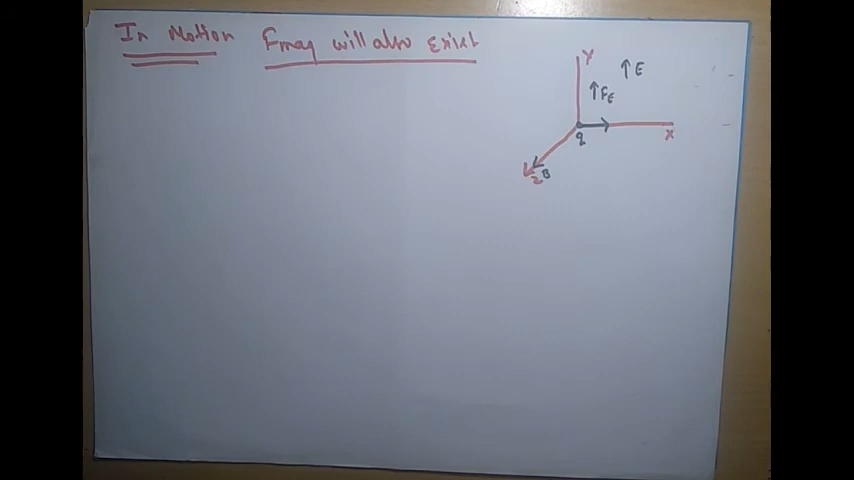 In Motion Fmag will also exist
Y
↑ E
↑ FE
X
q
B
Z